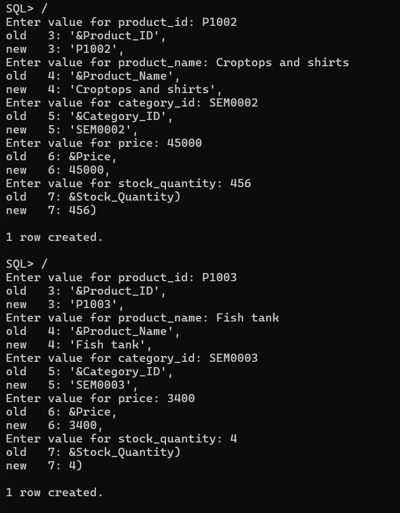 SQL> /
Enter value for product_id: P1002
old   3: '&Product_ID',
new   3: 'P1002',
Enter value for product_name: Croptops and shirts
old   4: '&Product_Name',
new   4: 'Croptops and shirts',
Enter value for category_id: SEM0002
old   5: '&Category_ID',
new   5: 'SEM0002',
Enter value for price: 45000
old   6: &Price,
new   6: 45000,
Enter value for stock_quantity: 456
old   7: &Stock_Quantity)
new   7: 456)

1 row created.

SQL> /
Enter value for product_id: P1003
old   3: '&Product_ID',
new   3: 'P1003',
Enter value for product_name: Fish tank
old   4: '&Product_Name',
new   4: 'Fish tank',
Enter value for category_id: SEM0003
old   5: '&Category_ID',
new   5: 'SEM0003',
Enter value for price: 3400
old   6: &Price,
new   6: 3400,
Enter value for stock_quantity: 4
old   7: &Stock_Quantity)
new   7: 4)

1 row created.